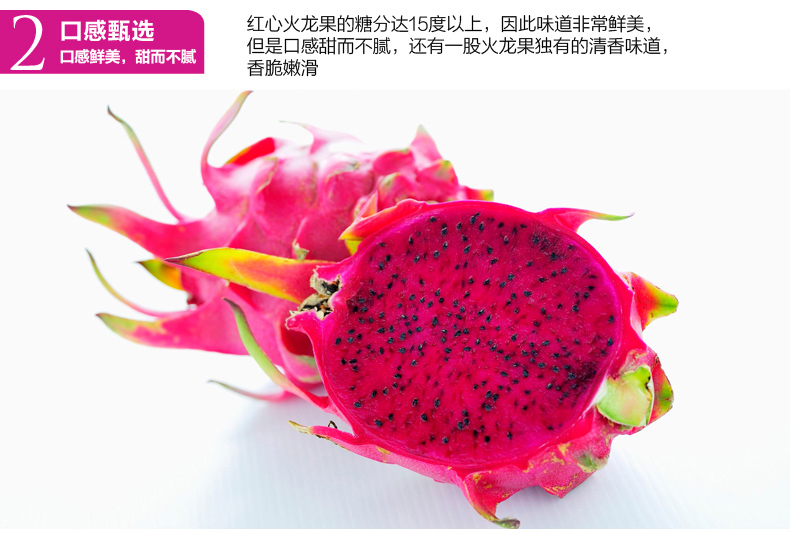 2
口感甄选
口感鲜美，甜而不腻
红心火龙果的糖分达15度以上，因此味道非常鲜美，
但是口感甜而不腻，还有一股火龙果独有的清香味道，
香脆嫩滑